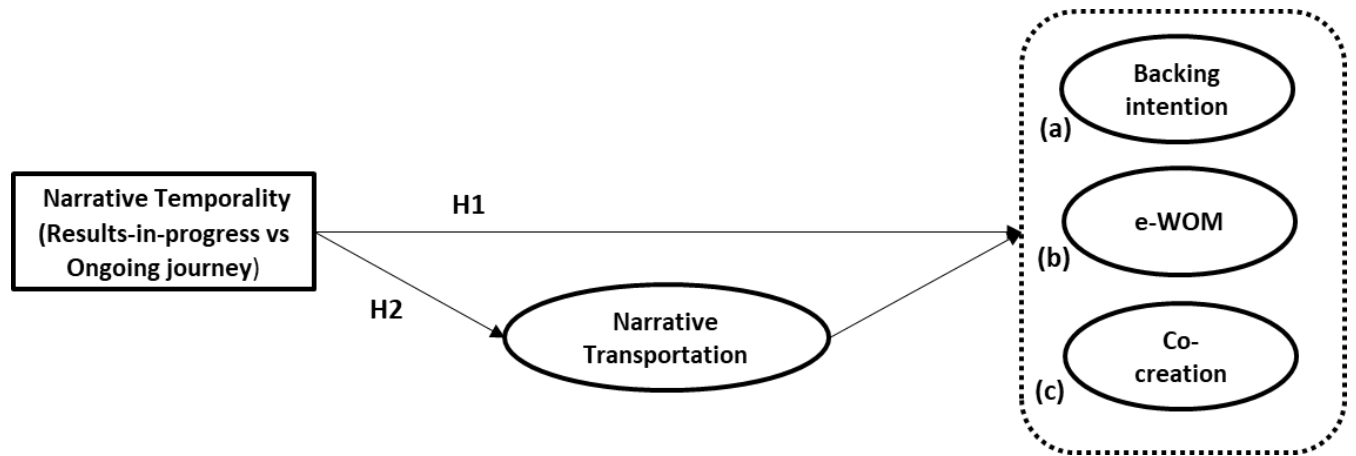 Narrative Temporality
(Results-in-progress vs
Ongoing journey)
H1
H2
Narrative
Transportation
Backing
intention
(a)
e-WOM
(b)
Co-
creation
(c)